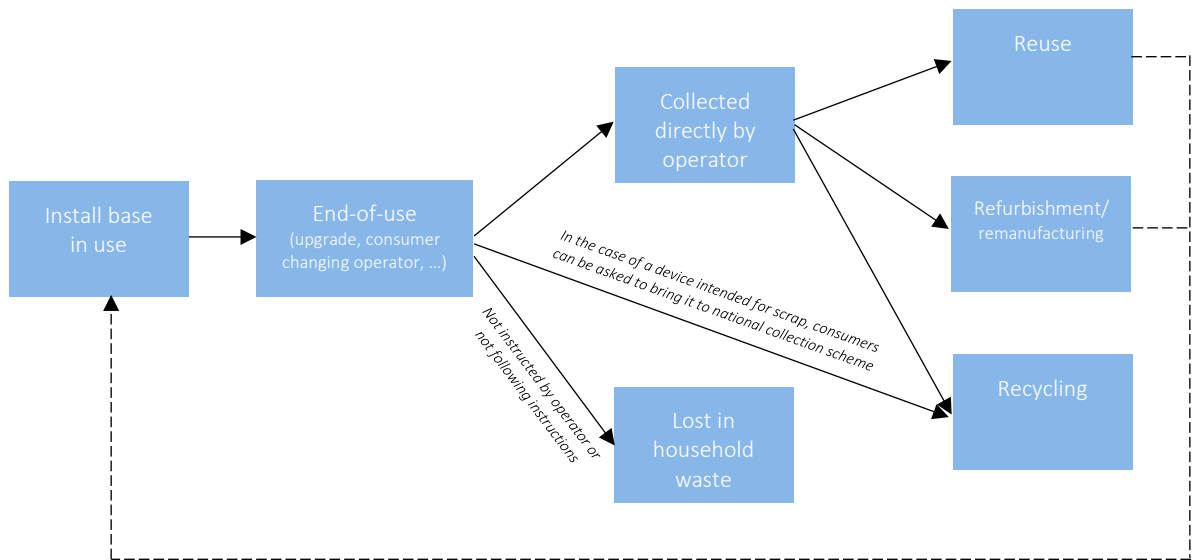 Install base
in use
End-of-use
(upgrade, consumer
changing operator, …)
Collected
directly by
operator
Reuse
Refurbishment/
remanufacturing
In the case of a device intended for scrap, consumers
can be asked to bring it to national collection scheme
Not instructed by operator or
not following instructions
Lost in
household
waste
Recycling